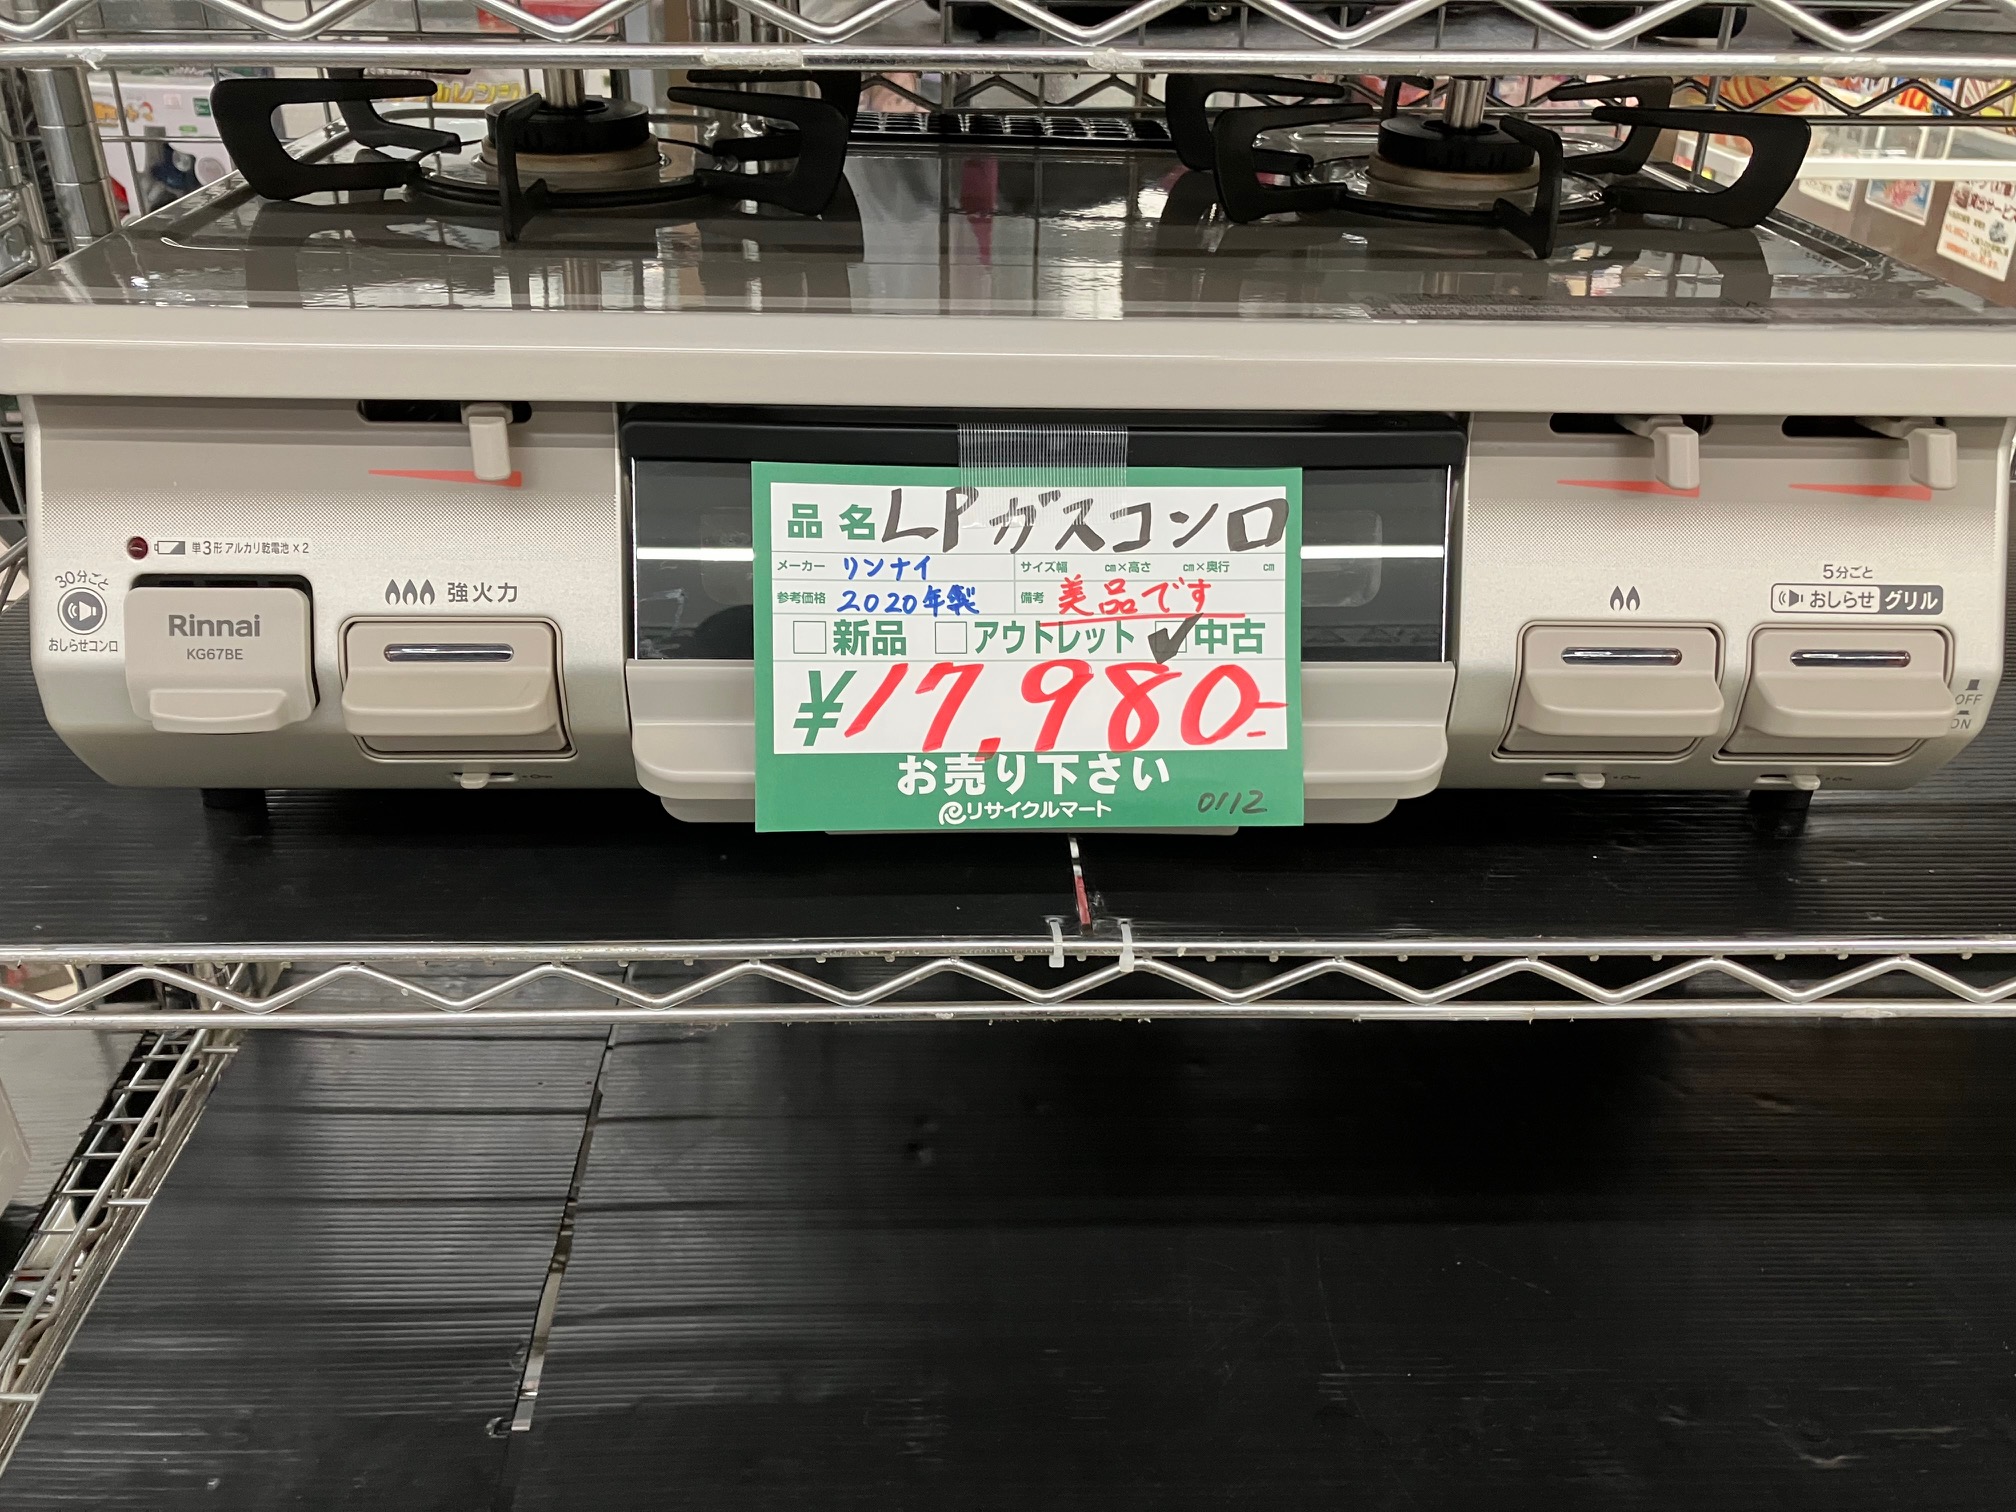 単3形アルカリ乾電池×2
30分ごと
おしらせコンロ
Rinnai
KG67BE
強火力
品名 LPガスコンロ
メーカー リンナイ サイズ幅 cm×高さ cm×奥行 cm
参考価格 2020年製 備考 美品です
新品 アウトレット 中古
¥17,980-
お売り下さい
リサイクルマート 0112
5分ごと
おしらせ グリル
OFF
ON